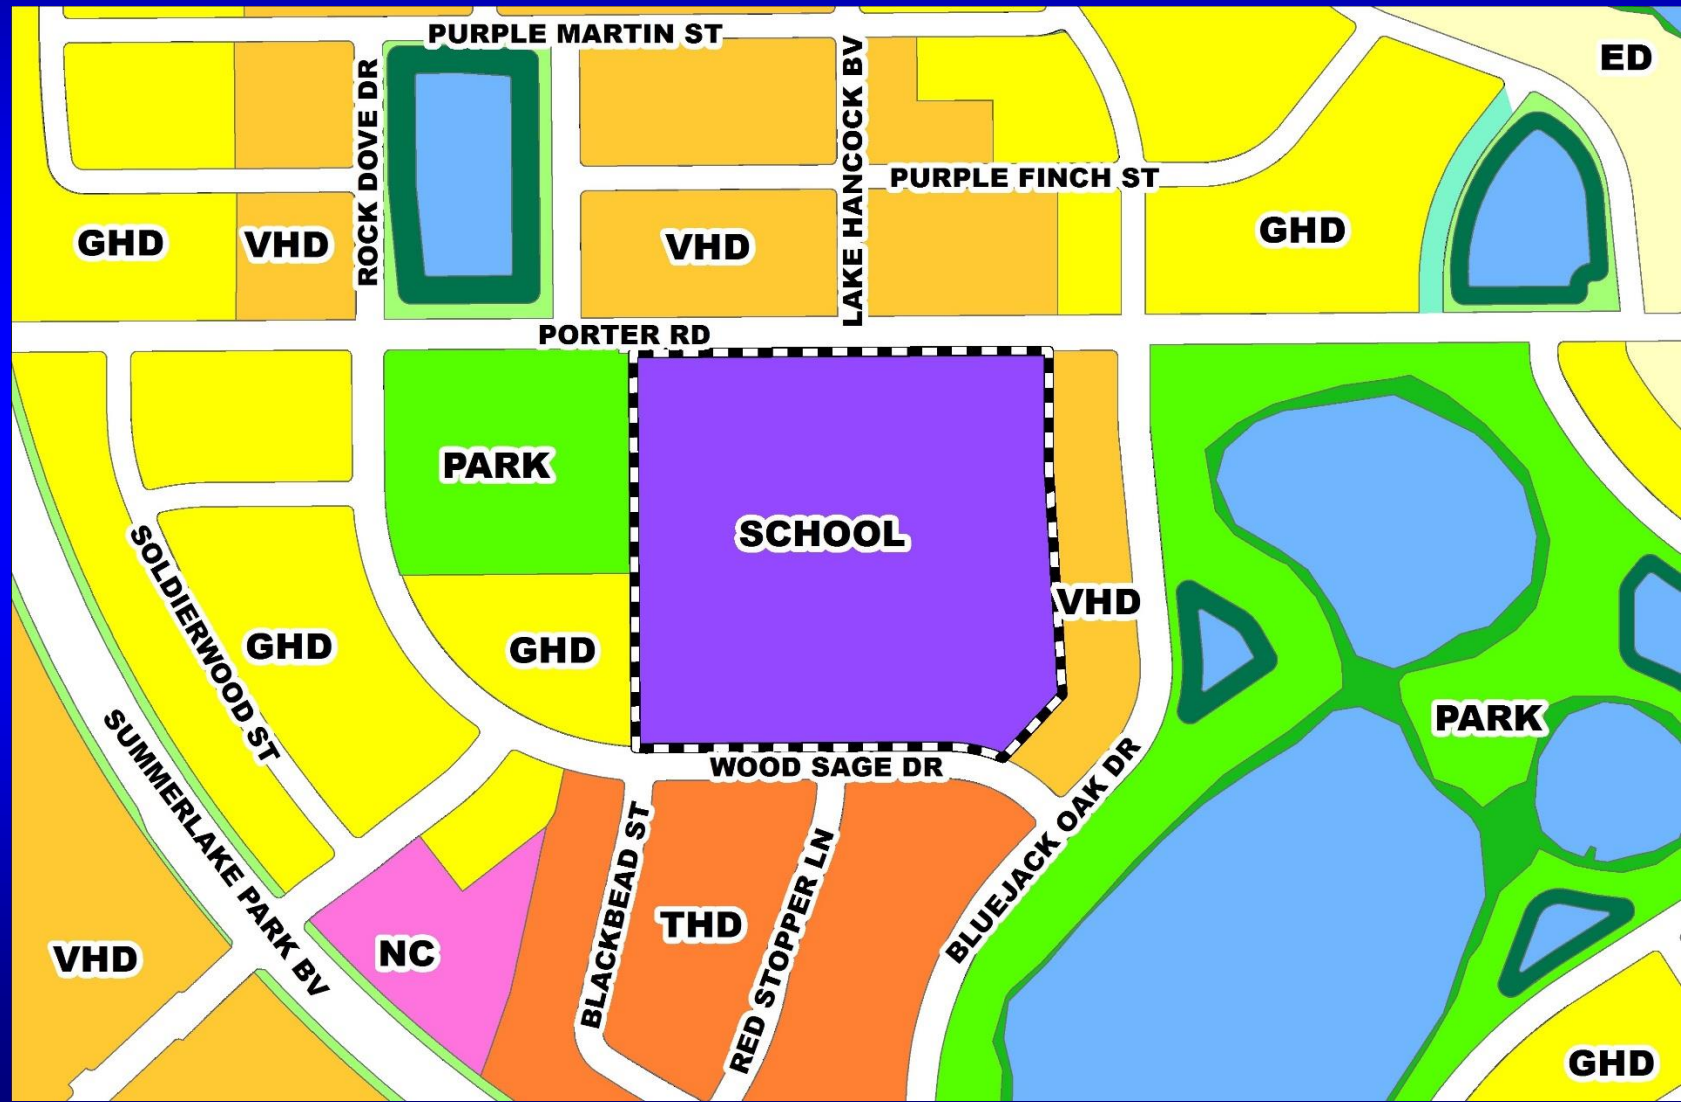 PURPLE MARTIN ST
ED
ROCK DOVE DR
LAKE HANCOCK BV
PURPLE FINCH ST
GHD
VHD
VHD
GHD
PORTER RD
PARK
SCHOOL
SOLDIERWOOD ST
GHD
GHD
VHD
SUMMERLAKE PARK BV
PARK
WOOD SAGE DR
BLUEJACK OAK DR
BLACKBEAD ST
RED STOPPER LN
THD
VHD
NC
GHD